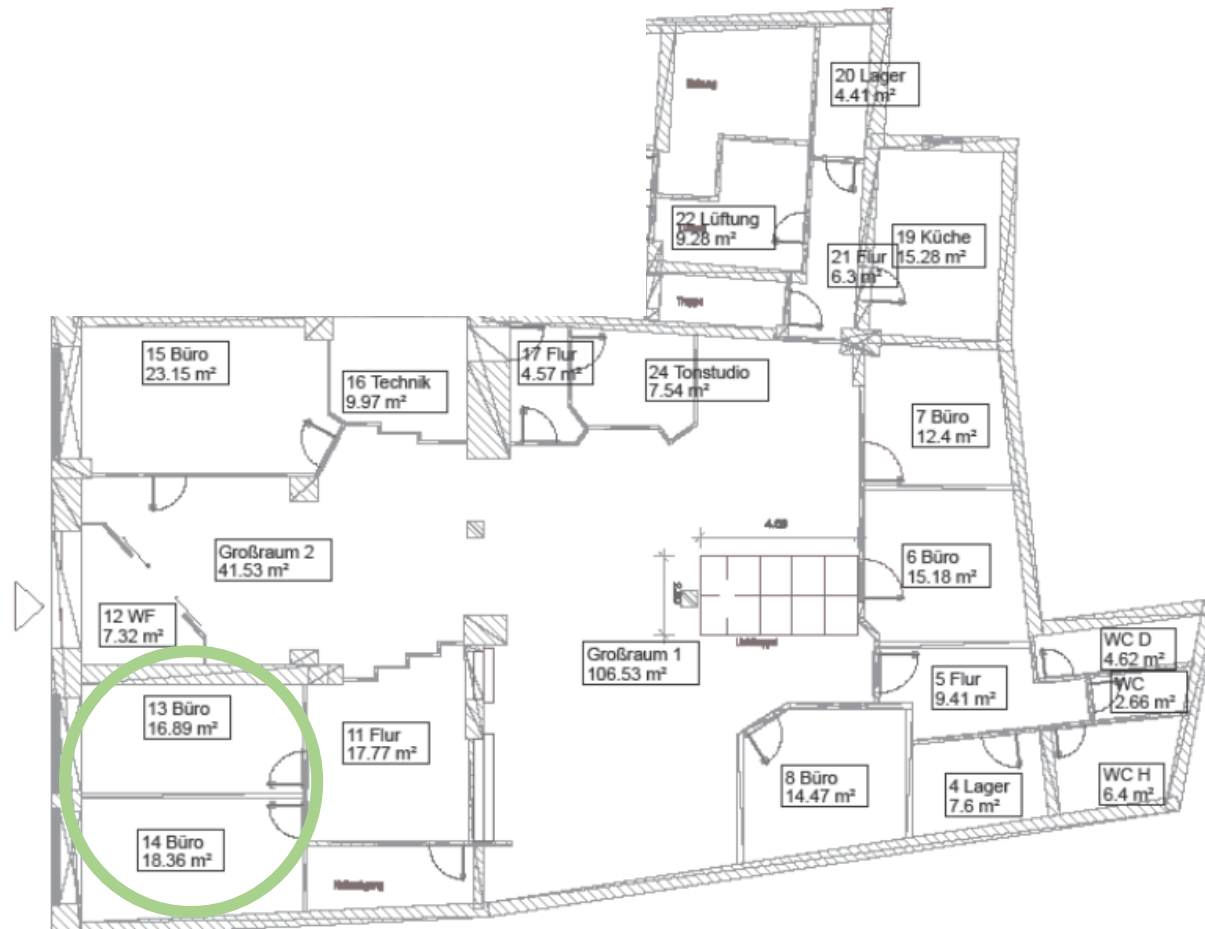 20 Lager
4.41 m²
22 Lüftung
9.28 m²
19 Küche
15.28 m²
21 Flur
6.3 m²
Treppe
15 Büro
23.15 m²
16 Technik
9.97 m²
17 Flur
4.57 m²
24 Tonstudio
7.54 m²
7 Büro
12.4 m²
Großraum 2
41.53 m²
6 Büro
15.18 m²
12 WF
7.32 m²
Großraum 1
106.53 m²
WC D
4.62 m²
5 Flur
9.41 m²
WC
2.66 m²
13 Büro
16.89 m²
11 Flur
17.77 m²
8 Büro
14.47 m²
4 Lager
7.6 m²
WC H
6.4 m²
14 Büro
18.36 m²